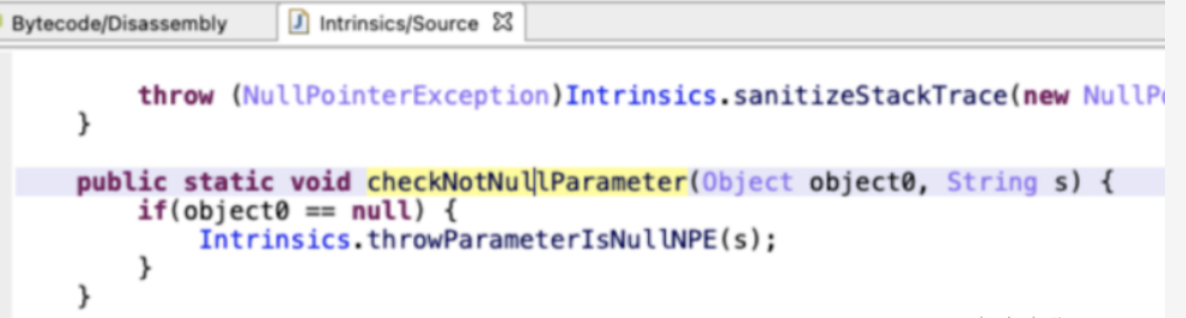 Bytecode/Disassembly
Intrinsics/Source
throw (NullPointerException)Intrinsics.sanitizeStackTrace(new NullP
}
public static void checkNotNullParameter(Object object0, String s) {
if(object0 == null) {
Intrinsics.throwParameterIsNullNPE(s);
}
}